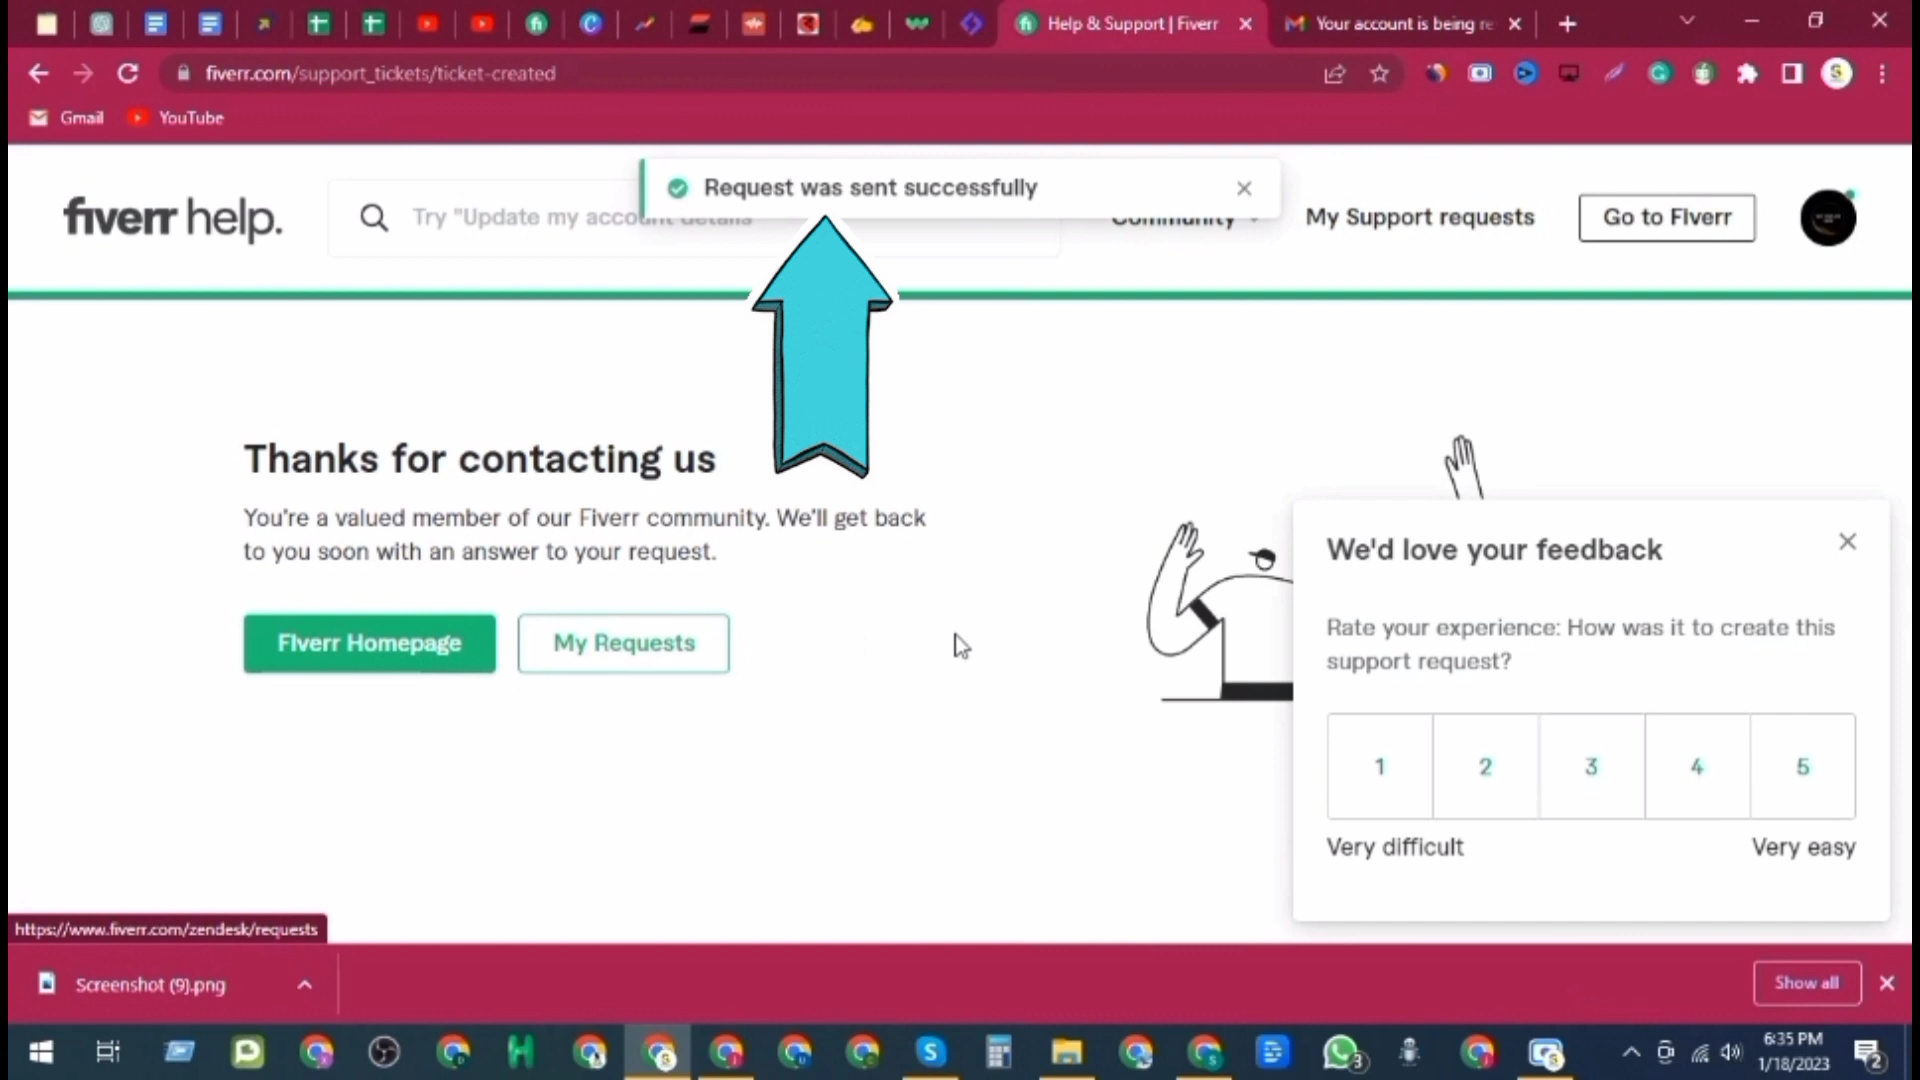 Help & Support | Fiverr
Your account is being re
fiverr.com/support_tickets/ticket-created
Gmail
YouTube
Request was sent successfully
fiverr help.
Try "Update my account details"
Community
My Support requests
Go to Fiverr
Thanks for contacting us
You're a valued member of our Fiverr community. We'll get back
to you soon with an answer to your request.
Fiverr Homepage
My Requests
We'd love your feedback
Rate your experience: How was it to create this
support request?
1
2
3
4
5
Very difficult
Very easy
https://www.fiverr.com/zendesk/requests
Screenshot (9).png
Show all
3
6:35 PM
1/18/2023
2